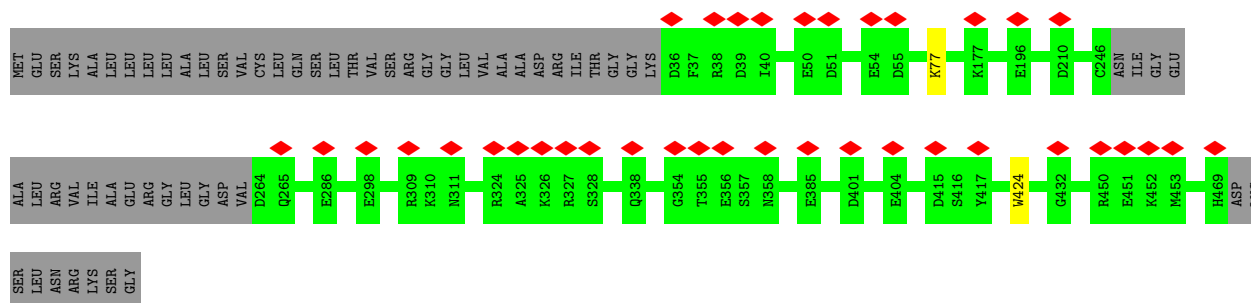 MET GLU SER LYS ALA LEU LEU LEU LEU ALA LEU SER VAL CYS LEU GLN SER LEU THR VAL SER ARG GLY GLY LEU VAL ALA ALA ASP ARG ILE THR GLY GLY LYS D36 F37 R38 D39 I40 E50 D51 E54 D55 K77 K177 E196 D210 C246 ASN ILE GLY GLU
ALA LEU ARG VAL ILE ALA GLU ARG GLY LEU GLY ASP VAL D264 Q265 E286 E298 R309 K310 N311 R324 A325 K326 R327 S328 Q338 G354 T355 E356 S357 N358 E385 D401 E404 D415 S416 Y417 W424 G432 R450 E451 K452 M453 H469 ASP
SER LEU ASN ARG LYS SER GLY